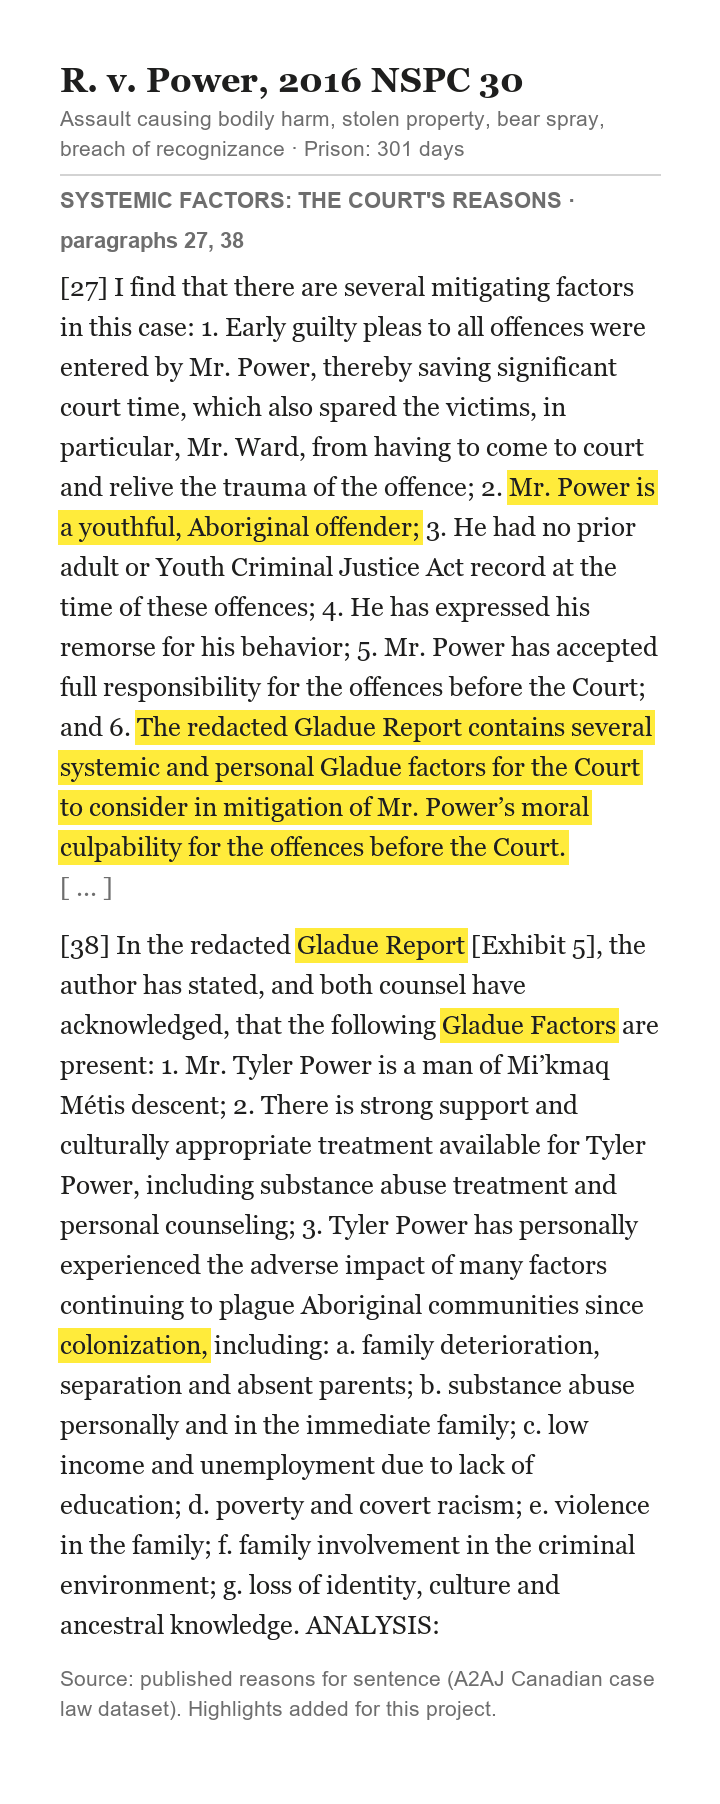 R. v. Power, 2016 NSPC 30
Assault causing bodily harm, stolen property, bear spray,
breach of recognizance · Prison: 301 days
SYSTEMIC FACTORS: THE COURT'S REASONS ·
paragraphs 27, 38
[27] I find that there are several mitigating factors
in this case: 1. Early guilty pleas to all offences were
entered by Mr. Power, thereby saving significant
court time, which also spared the victims, in
particular, Mr. Ward, from having to come to court
and relive the trauma of the offence; 2. Mr. Power is
a youthful, Aboriginal offender; 3. He had no prior
adult or Youth Criminal Justice Act record at the
time of these offences; 4. He has expressed his
remorse for his behavior; 5. Mr. Power has accepted
full responsibility for the offences before the Court;
and 6. The redacted Gladue Report contains several
systemic and personal Gladue factors for the Court
to consider in mitigation of Mr. Power’s moral
culpability for the offences before the Court.
[ ... ]
[38] In the redacted Gladue Report [Exhibit 5], the
author has stated, and both counsel have
acknowledged, that the following Gladue Factors are
present: 1. Mr. Tyler Power is a man of Mi’kmaq
Métis descent; 2. There is strong support and
culturally appropriate treatment available for Tyler
Power, including substance abuse treatment and
personal counseling; 3. Tyler Power has personally
experienced the adverse impact of many factors
continuing to plague Aboriginal communities since
colonization, including: a. family deterioration,
separation and absent parents; b. substance abuse
personally and in the immediate family; c. low
income and unemployment due to lack of
education; d. poverty and covert racism; e. violence
in the family; f. family involvement in the criminal
environment; g. loss of identity, culture and
ancestral knowledge. ANALYSIS:
Source: published reasons for sentence (A2AJ Canadian case
law dataset). Highlights added for this project.